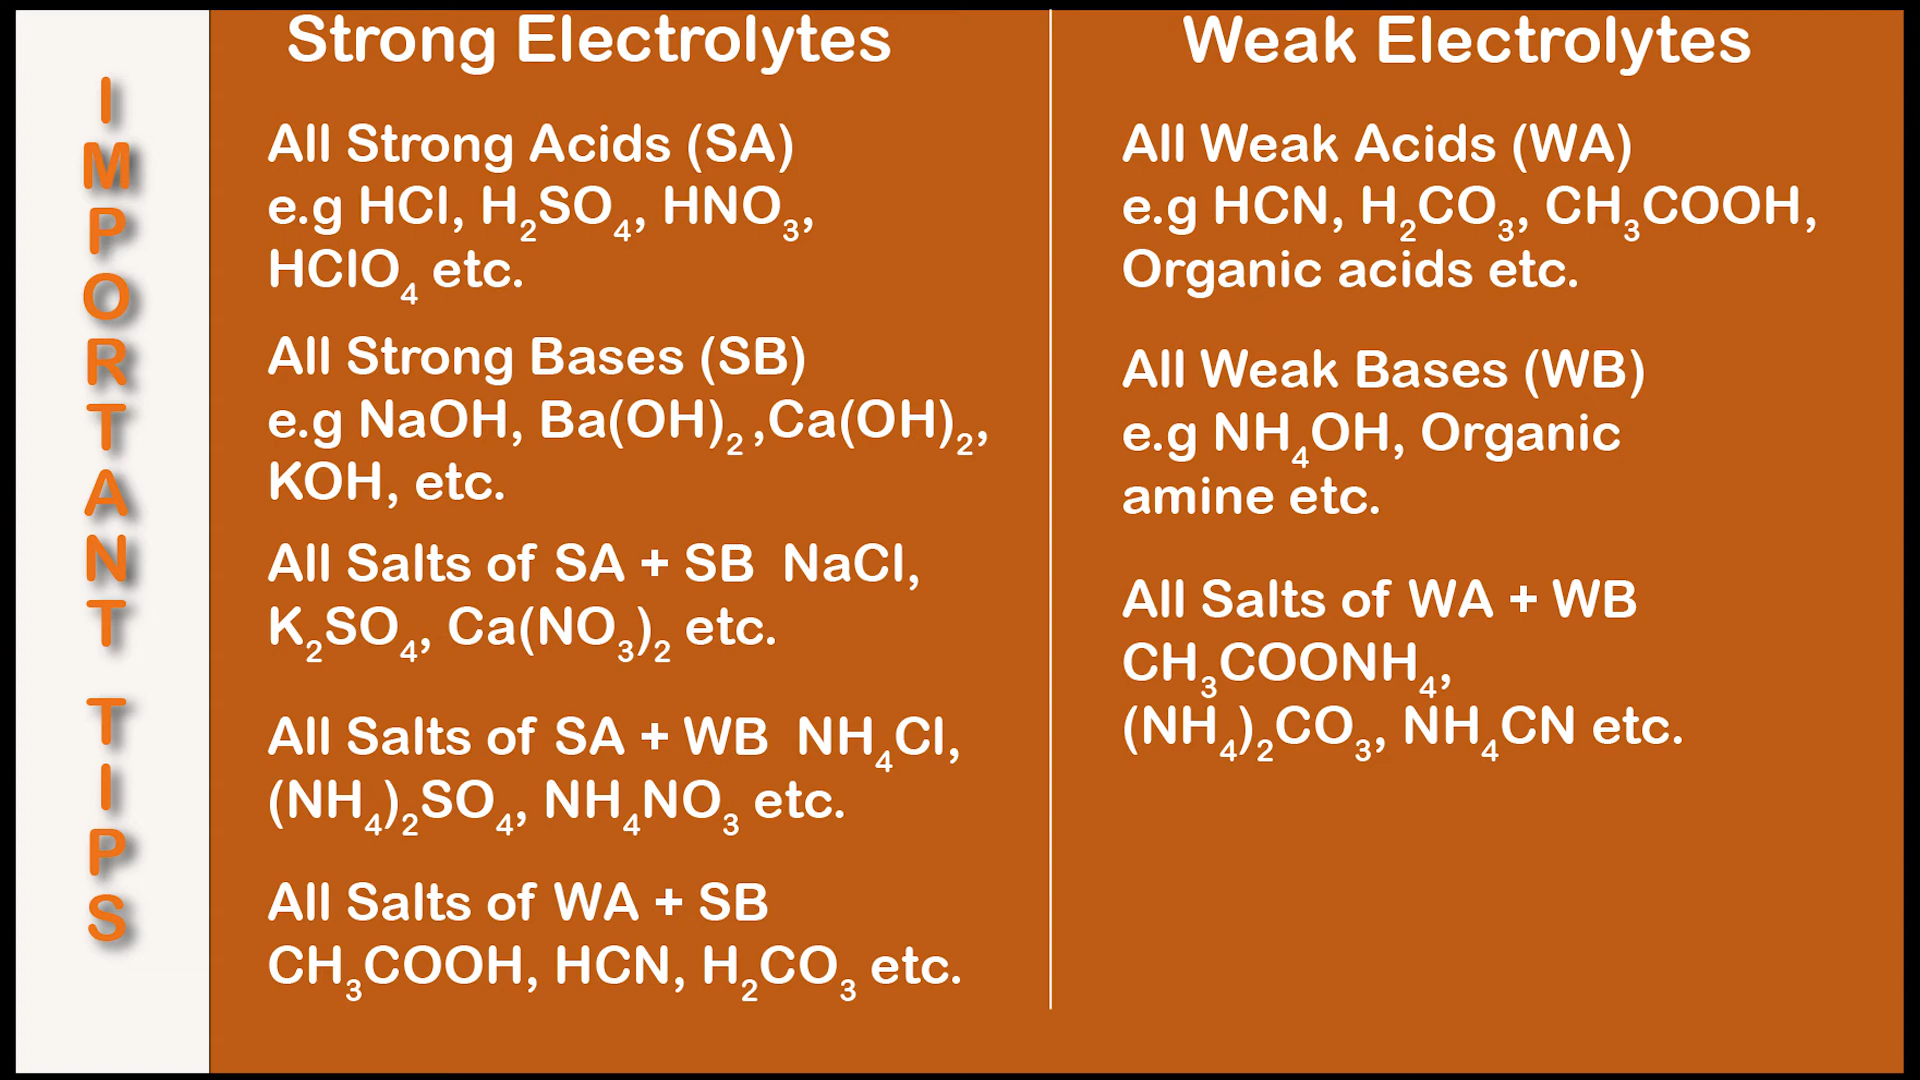 IMPORTANT TIPS
Strong Electrolytes
All Strong Acids (SA)
e.g HCl, H₂SO₄, HNO₃,
HClO₄ etc.
All Strong Bases (SB)
e.g NaOH, Ba(OH)₂ ,Ca(OH)₂,
KOH, etc.
All Salts of SA + SB NaCl,
K₂SO₄, Ca(NO₃)₂ etc.
All Salts of SA + WB NH₄Cl,
(NH₄)₂SO₄, NH₄NO₃ etc.
All Salts of WA + SB
CH₃COOH, HCN, H₂CO₃ etc.
Weak Electrolytes
All Weak Acids (WA)
e.g HCN, H₂CO₃, CH₃COOH,
Organic acids etc.
All Weak Bases (WB)
e.g NH₄OH, Organic
amine etc.
All Salts of WA + WB
CH₃COONH₄,
(NH₄)₂CO₃, NH₄CN etc.